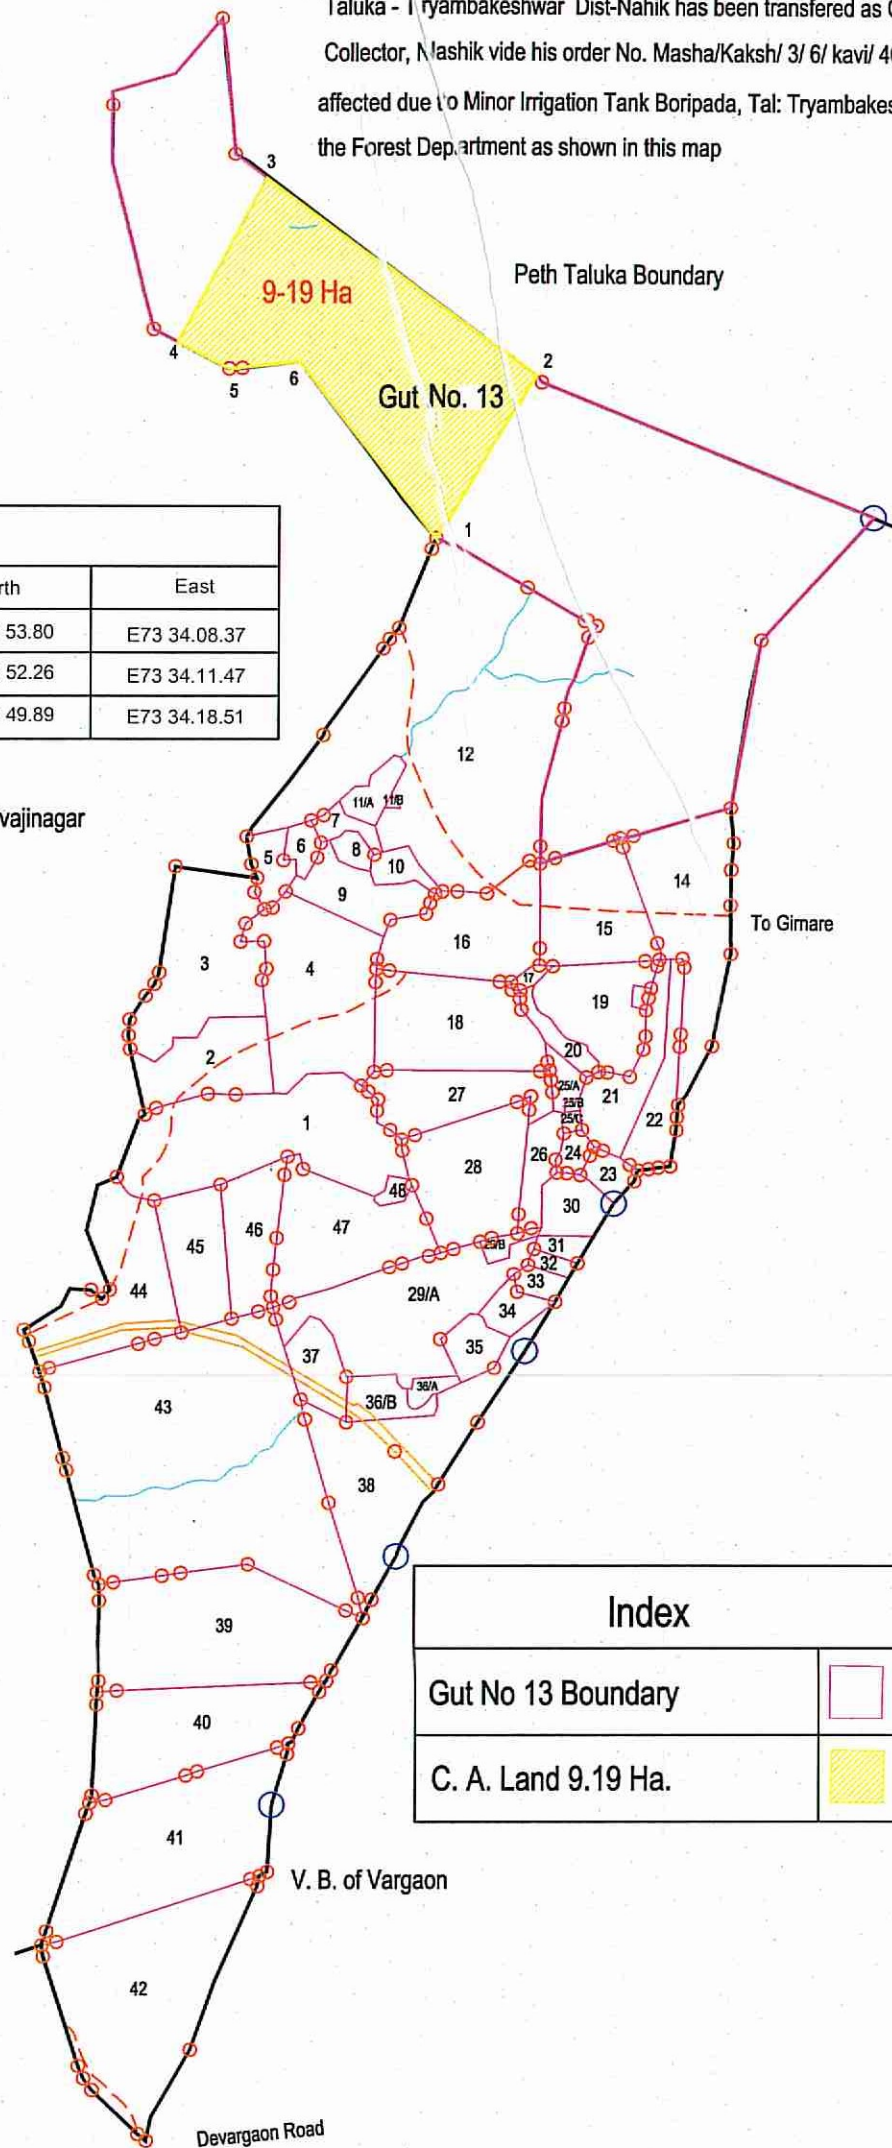 Taluka - Tryambakeshwar Dist-Nahik has been transfered as
Collector, Nashik vide his order No. Masha/Kaksh/ 3/ 6/ kavi/
affected due to Minor Irrigation Tank Boripada, Tal:
the Forest Department as shown in this map
3
9-19 Ha
Peth Taluka Boundary
4
5
6
2
Gut No. 13
1
East
53.80 E73 34.08.37
52.26 E73 34.11.47
49.89 E73 34.18.51
12
11/A
11/B
7
5
6
8
10
9
14
To Girnare
15
16
3
4
17
19
18
2
20
25/A
25/B
25/C
21
22
27
1
28
26
24
23
48
30
46
47
45
31
32
33
44
29/A
34
35
37
36/A
36/B
43
38
39
Index
Gut No 13 Boundary
C. A. Land 9.19 Ha.
40
41
V. B. of Vargaon
42
Devargaon Road